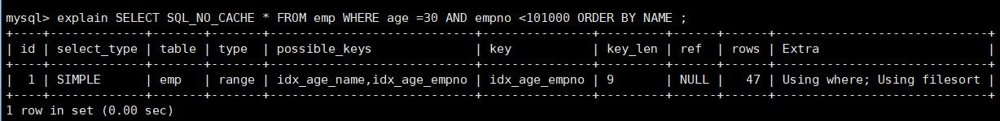 mysql> explain SELECT SQL_NO_CACHE * FROM emp WHERE age =30 AND empno <101000 ORDER BY NAME ;
+----+-------------+-------+-------+----------------------------+---------------+---------+------+------+-----------------------------+
| id | select_type | table | type | possible_keys | key | key_len | ref | rows | Extra |
+----+-------------+-------+-------+----------------------------+---------------+---------+------+------+-----------------------------+
| 1 | SIMPLE | emp | range | idx_age_name,idx_age_empno | idx_age_empno | 9 | NULL | 47 | Using where; Using filesort |
+----+-------------+-------+-------+----------------------------+---------------+---------+------+------+-----------------------------+
1 row in set (0.00 sec)